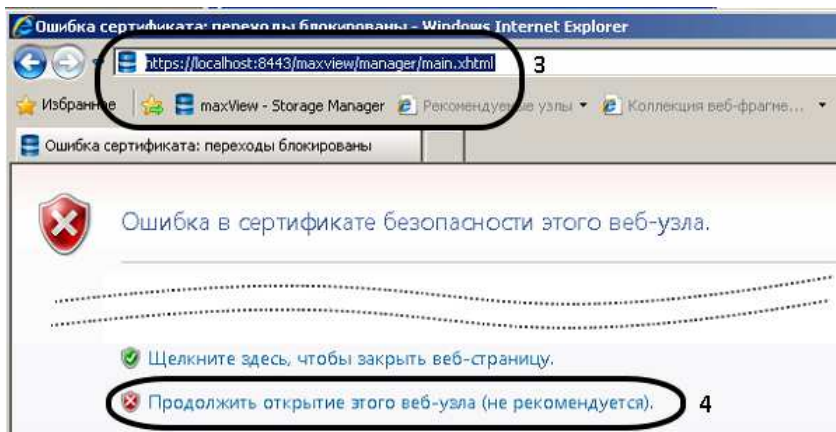 Ошибка сертификата: переходы блокированы - Windows Internet Explorer
https://localhost:8443/maxview/manager/main.xhtml 3
Избранное maxView - Storage Manager Рекомендуемые узлы Коллекция веб-фрагме...
Ошибка сертификата: переходы блокированы
Ошибка в сертификате безопасности этого веб-узла.
Щелкните здесь, чтобы закрыть веб-страницу.
Продолжить открытие этого веб-узла (не рекомендуется). 4